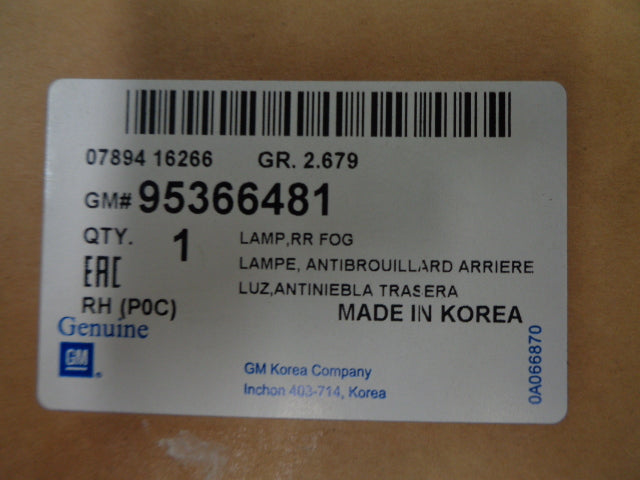 07894 16266 GR. 2.679
GM# 95366481
QTY. 1 LAMP,RR FOG
LAMPE, ANTIBROUILLARD ARRIERE
EAC LUZ,ANTINIEBLA TRASERA
RH (P0C) MADE IN KOREA
Genuine
GM
GM Korea Company
Inchon 403-714, Korea
0A066870